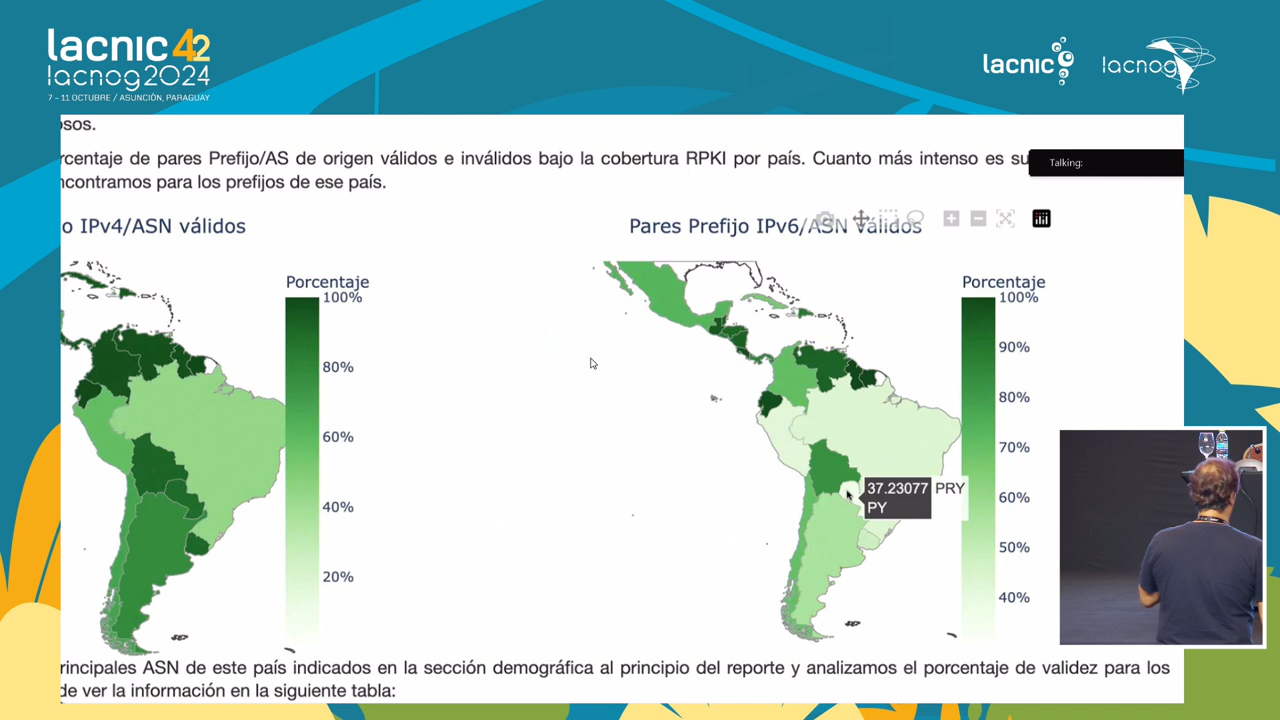 lacnic 42
lacnog2024
7 - 11 OCTUBRE / ASUNCIÓN, PARAGUAY
lacnic
lacnog
osos.
rcentaje de pares Prefijo/AS de origen válidos e inválidos bajo la cobertura RPKI por país. Cuanto más intenso es su
Talking:
ncontramos para los prefijos de ese país.
o IPv4/ASN válidos
Pares Prefijo IPv6/ASN válidos
Porcentaje
100%
80%
60%
40%
20%
Porcentaje
100%
90%
80%
70%
60%
50%
40%
37.23077 PRY
PY
rincipales ASN de este país indicados en la sección demográfica al principio del reporte y analizamos el porcentaje de validez para los
de ver la información en la siguiente tabla: